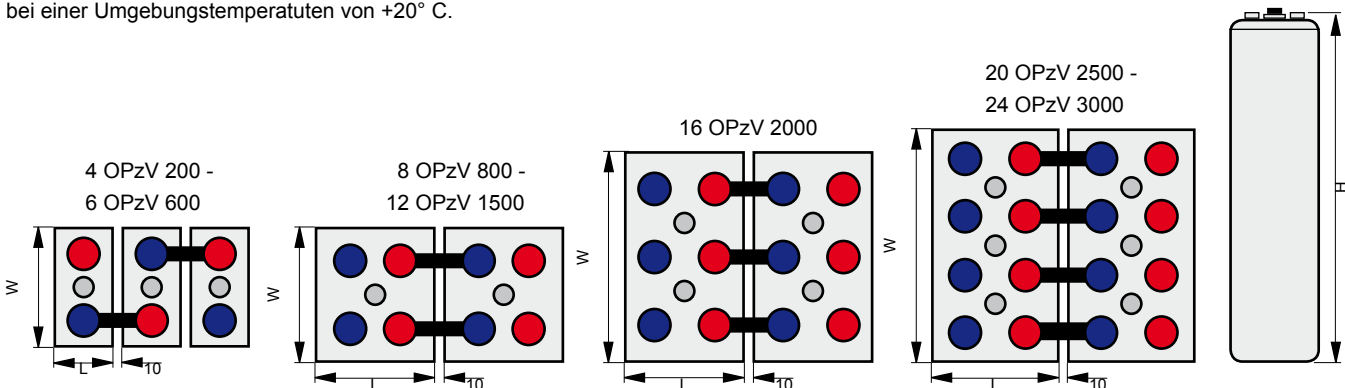 bei einer Umgebungstemperatuten von +20° C.
20 OPzV 2500 -
24 OPzV 3000
16 OPzV 2000
4 OPzV 200 -
6 OPzV 600
8 OPzV 800 -
12 OPzV 1500
W
W
W
W
H
L
10
L
10
L
10
L
10